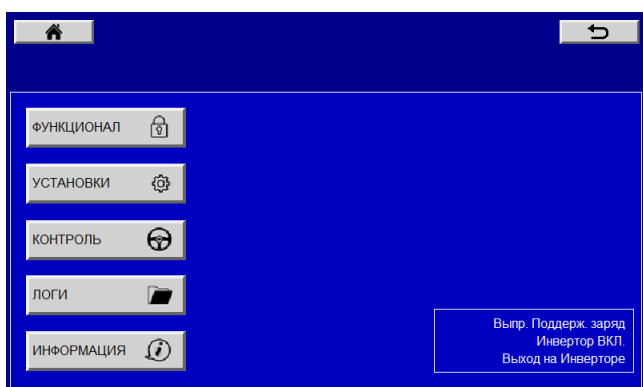 ФУНКЦИОНАЛ
УСТАНОВКИ
КОНТРОЛЬ
ЛОГИ
ИНФОРМАЦИЯ
Выпр. Поддерж. заряд
Инвертор ВКЛ.
Выход на Инверторе